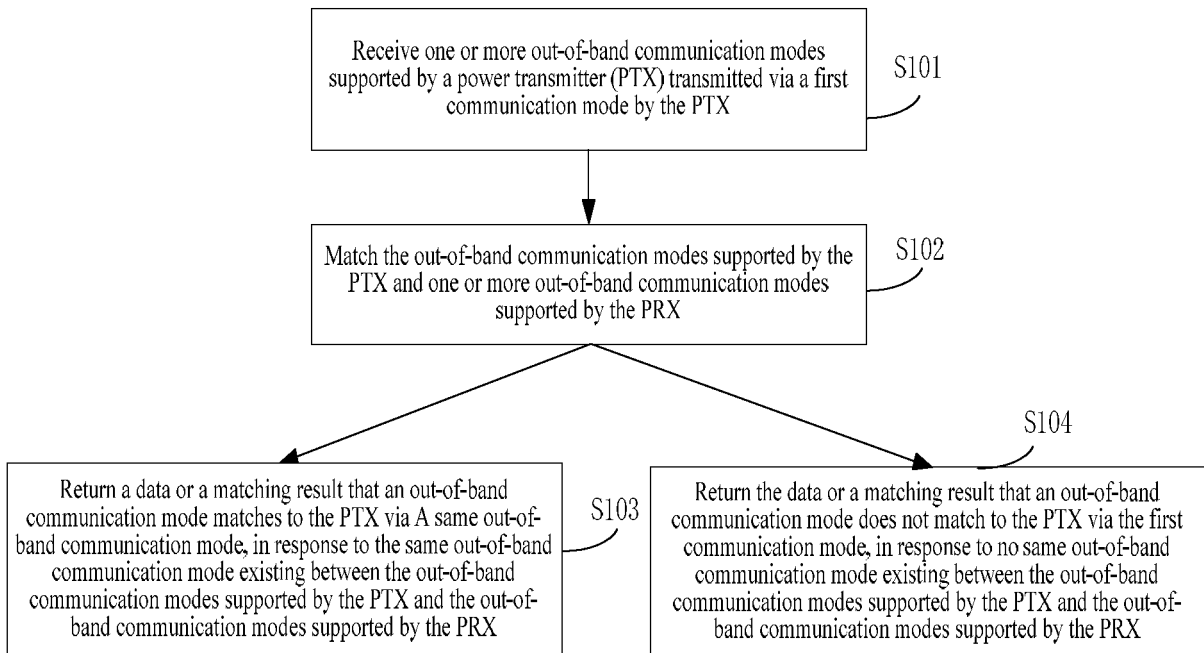 Receive one or more out-of-band communication modes
supported by a power transmitter (PTX) transmitted via a first
communication mode by the PTX
S101
Match the out-of-band communication modes supported by the
PTX and one or more out-of-band communication modes
supported by the PRX
S102
Return a data or a matching result that an out-of-band
communication mode matches to the PTX via A same out-of-
band communication mode, in response to the same out-of-band
communication mode existing between the out-of-band
communication modes supported by the PTX and the out-of-
band communication modes supported by the PRX
S103
S104
Return the data or a matching result that an out-of-band
communication mode does not match to the PTX via the first
communication mode, in response to no same out-of-band
communication mode existing between the out-of-band
communication modes supported by the PTX and the out-of-
band communication modes supported by the PRX